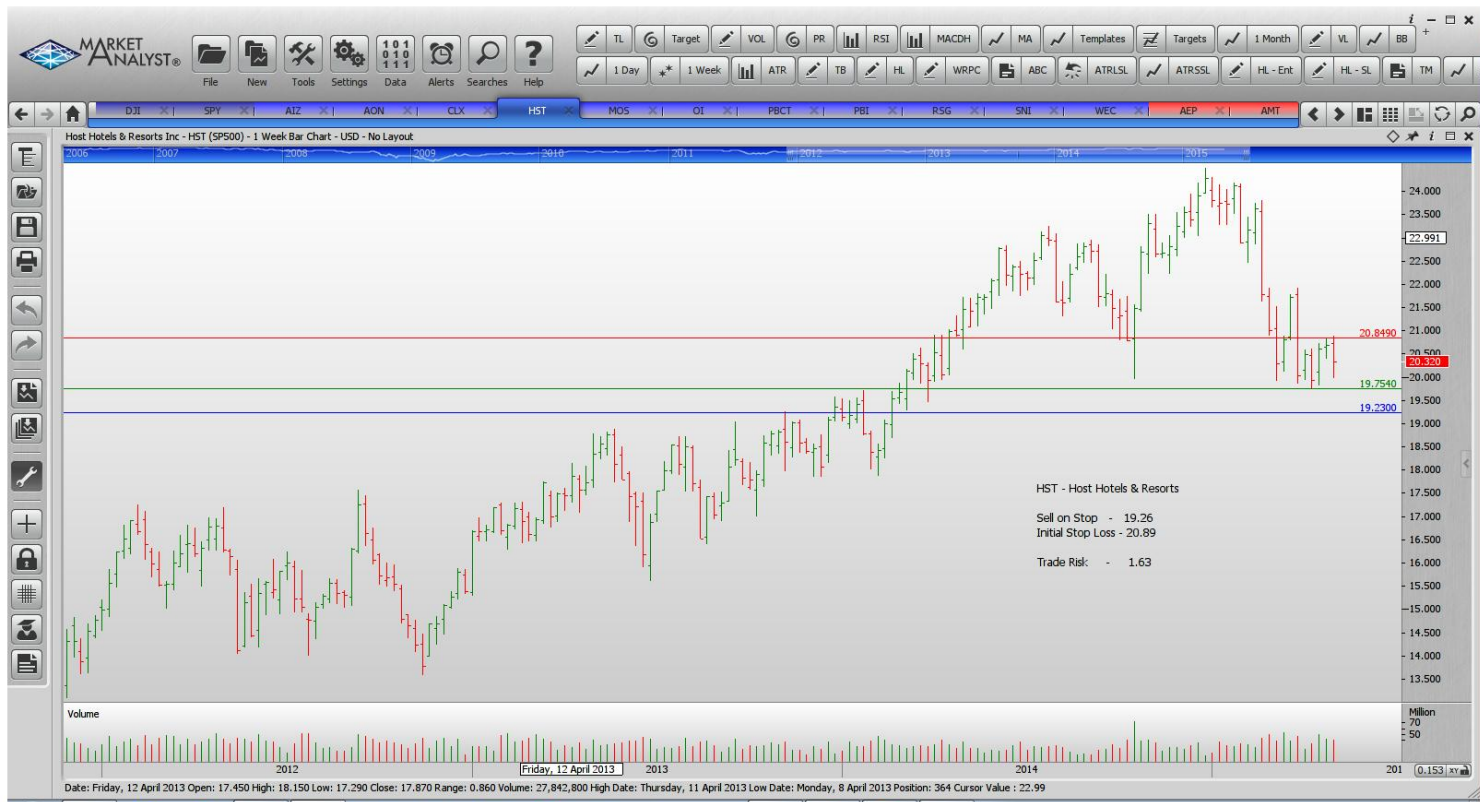 MARKET ANALYST®
File New Tools Settings Data Alerts Searches Help
TL Target VOL PR RSI MACDH MA Templates Targets 1 Month VL BB
1 Day 1 Week ATR TB HL WRPC ABC ATRLSL ATRSSL HL - Ent HL - SL TM
DJI SPY AIZ AON CLX HST MOS OI PBCT PBI RSG SNI WEC AEP AMT
Host Hotels & Resorts Inc - HST (SP500) - 1 Week Bar Chart - USD - No Layout
2006 2007 2008 2009 2010 2011 2012 2013 2014 2015
24.000
23.500
22.991
22.500
22.000
21.500
21.000
20.8490
20.500
20.320
20.000
19.7540
19.500
19.2300
19.000
18.500
18.000
17.500
17.000
16.500
16.000
15.500
15.000
14.500
14.000
13.500
HST - Host Hotels & Resorts
Sell on Stop - 19.26
Initial Stop Loss - 20.89
Trade Risk - 1.63
Volume
Million
70
50
2012 Friday, 12 April 2013 2013 2014 201 0.153 XY
Date: Friday, 12 April 2013 Open: 17.450 High: 18.150 Low: 17.290 Close: 17.870 Range: 0.860 Volume: 27,842,800 High Date: Thursday, 11 April 2013 Low Date: Monday, 8 April 2013 Position: 364 Cursor Value : 22.99